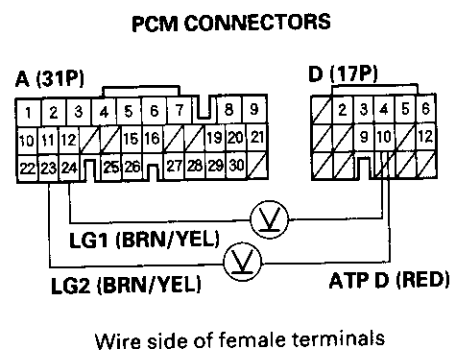 PCM CONNECTORS
A (31P) D (17P)
1 2 3 4 5 6 7 8 9 2 3 4 5 6
10 11 12 15 16 19 20 21 9 10 12
22 23 24 25 26 27 28 29 30
LG1 (BRN/YEL)
LG2 (BRN/YEL) ATP D (RED)
Wire side of female terminals